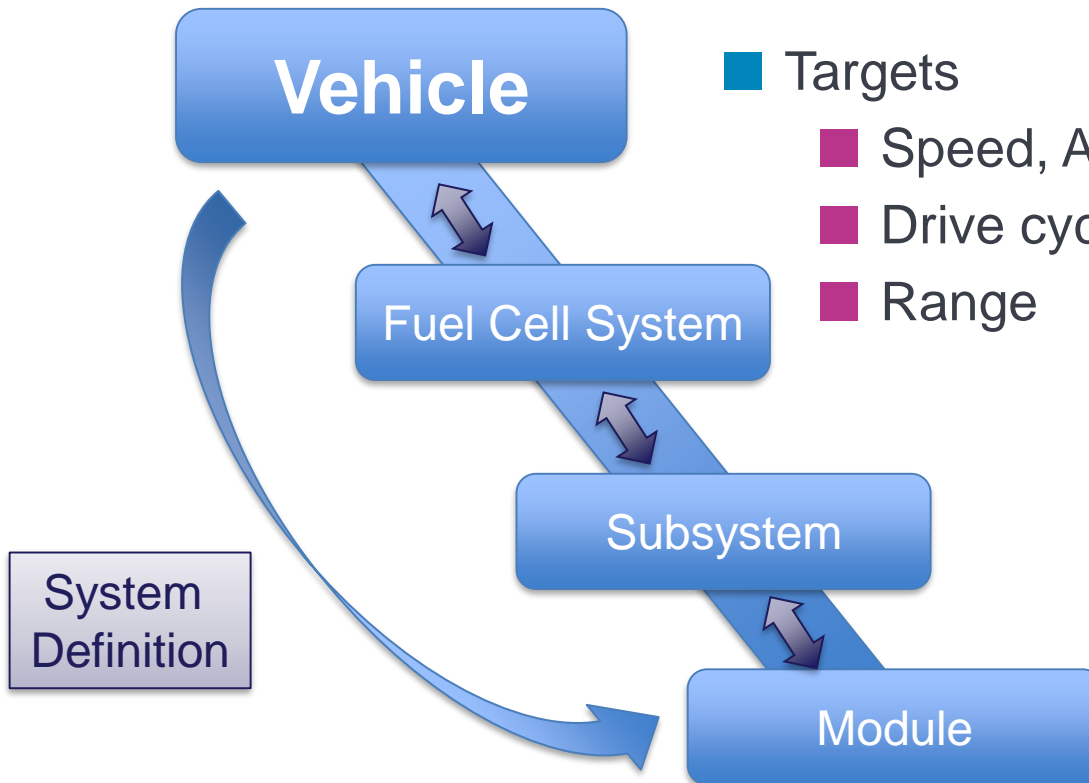 Vehicle
Targets
Speed,
Drive
Range
Fuel Cell System
Subsystem
System
Definition
Module